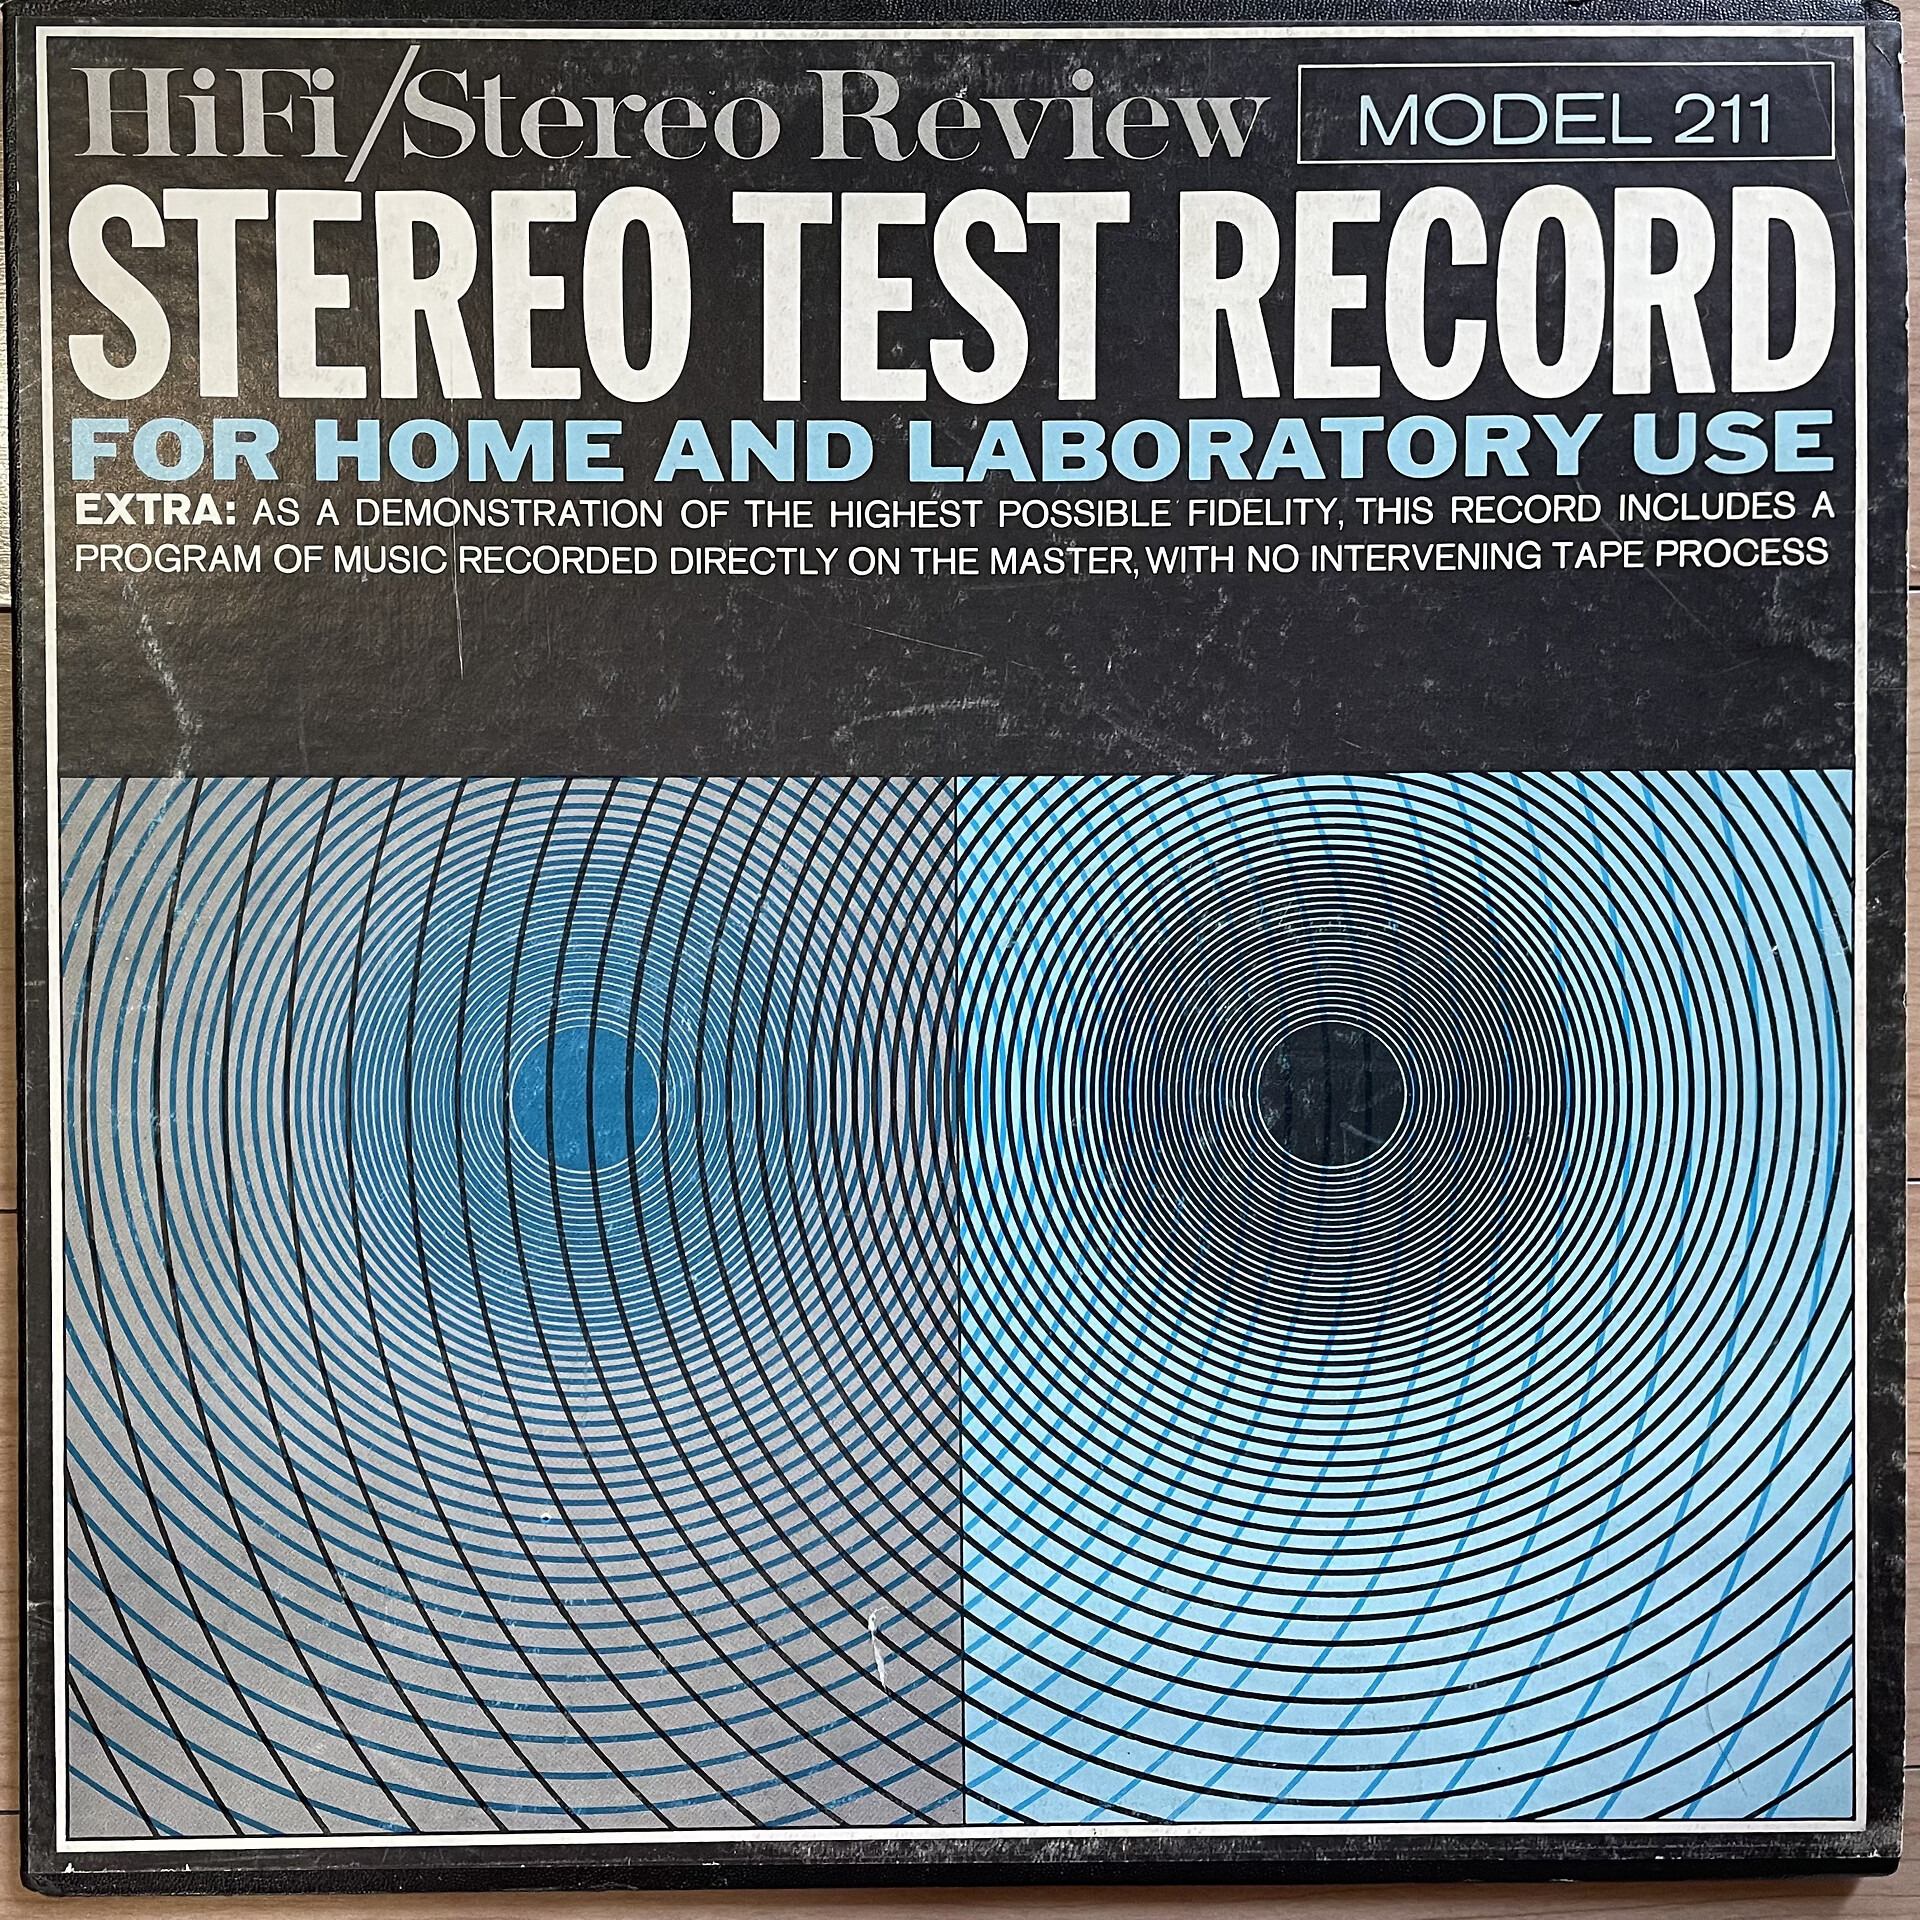 HiFi/Stereo Review MODEL 211
STEREO TEST RECORD
FOR HOME AND LABORATORY USE
EXTRA: AS A DEMONSTRATION OF THE HIGHEST POSSIBLE FIDELITY, THIS RECORD INCLUDES A
PROGRAM OF MUSIC RECORDED DIRECTLY ON THE MASTER, WITH NO INTERVENING TAPE PROCESS